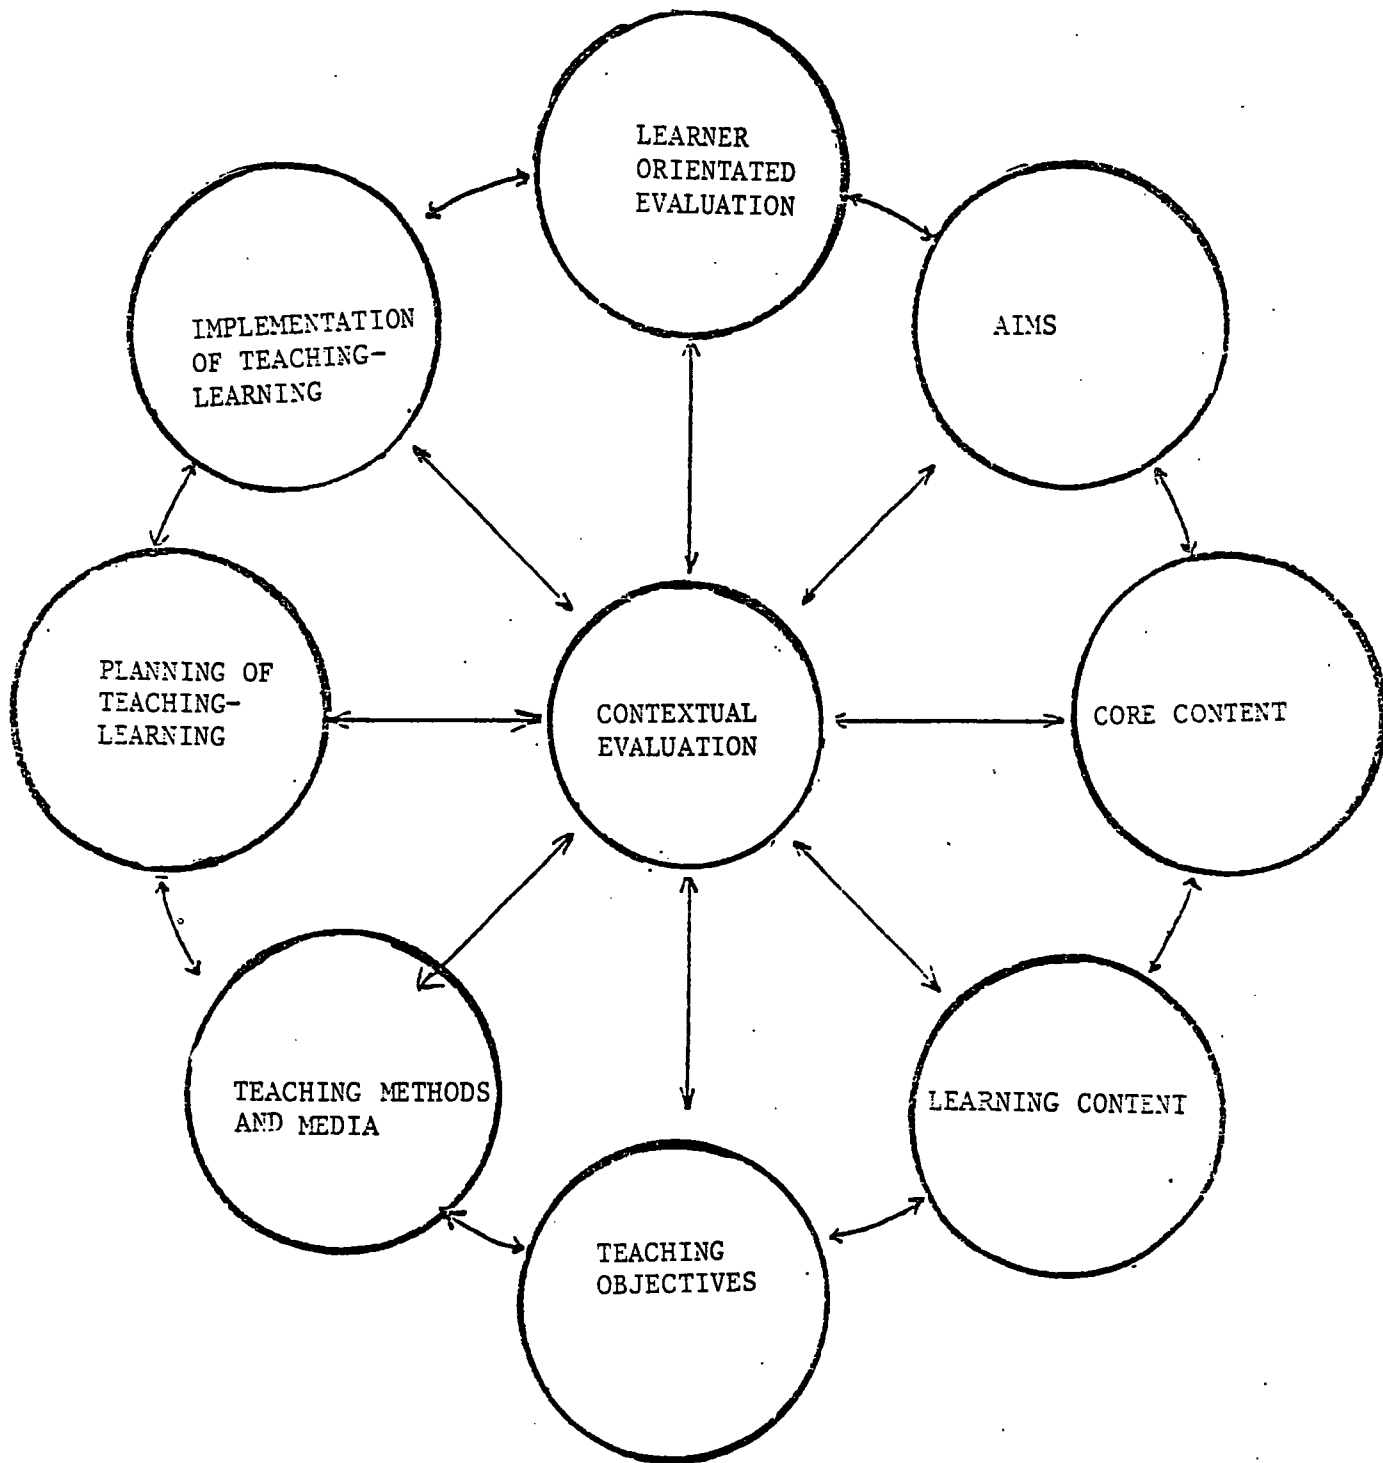 LEARNER
ORIENTATED
EVALUATION
IMPLEMENTATION
OF TEACHING-
LEARNING
AIMS
PLANNING OF
TEACHING-
LEARNING
CONTEXTUAL
EVALUATION
CORE CONTENT
TEACHING METHODS
AND MEDIA
LEARNING CONTENT
TEACHING
OBJECTIVES